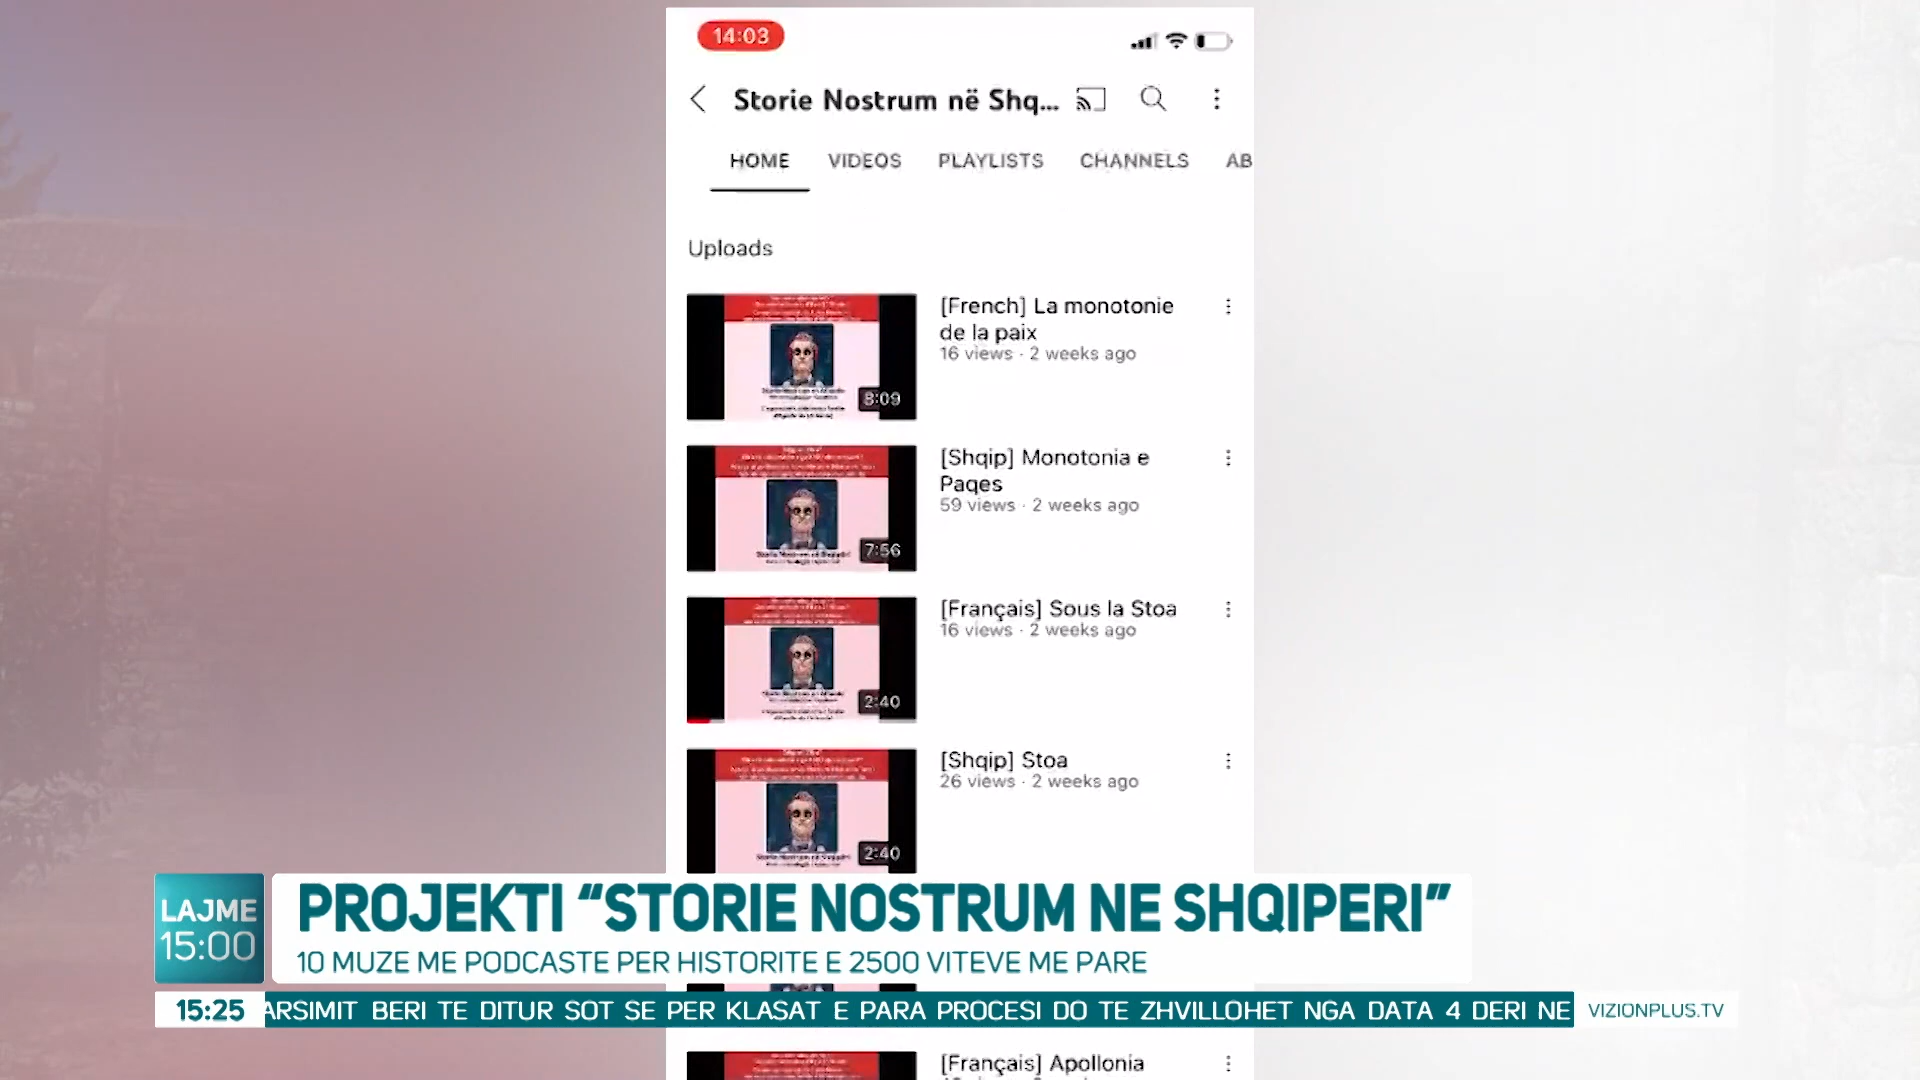 14:03
Storie Nostrum në Shq...
HOME VIDEOS PLAYLISTS CHANNELS AB
Uploads
[French] La monotonie
de la paix
16 views · 2 weeks ago
8:09
[Shqip] Monotonia e
Paqes
59 views · 2 weeks ago
7:56
[Français] Sous la Stoa
16 views · 2 weeks ago
2:40
[Shqip] Stoa
26 views · 2 weeks ago
2:40
LAJME
15:00
PROJEKTI “STORIE NOSTRUM NE SHQIPERI”
10 MUZE ME PODCASTE PER HISTORITE E 2500 VITEVE ME PARE
15:25 ARSIMIT BERI TE DITUR SOT SE PER KLASAT E PARA PROCESI DO TE ZHVILLOHET NGA DATA 4 DERI NE VIZIONPLUS.TV
[Français] Apollonia